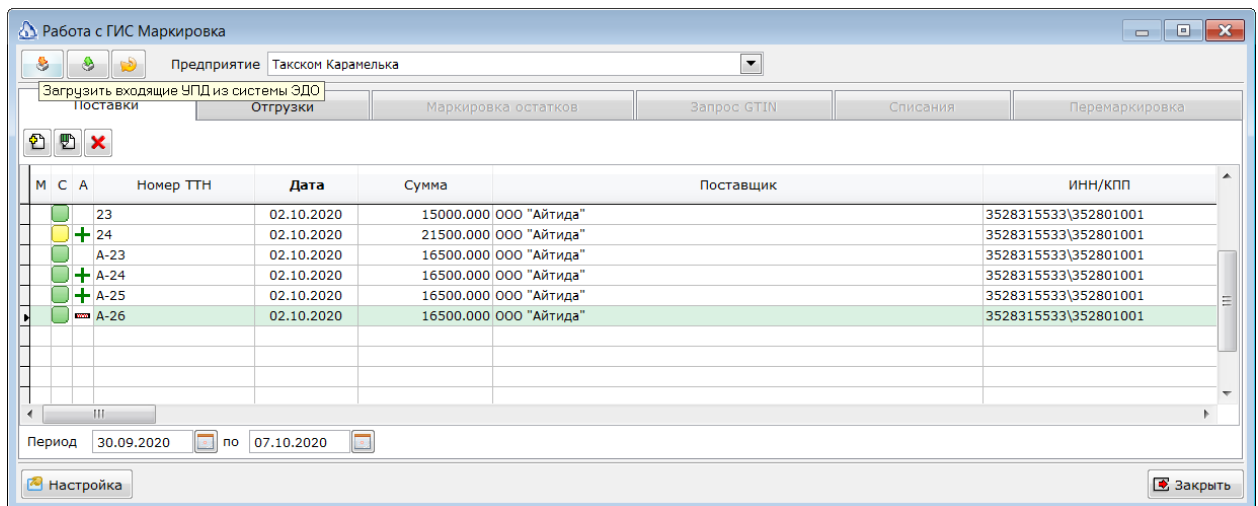 Работа с ГИС Маркировка
Предприятие Такском Карамелька
Загрузить входящие УПД из системы ЭДО
Поставки Отгрузки Маркировка остатков Запрос GTIN Списания Перемаркировка
М С А Номер ТТН Дата Сумма Поставщик ИНН/КПП
23 02.10.2020 15000.000 ООО "Айтида" 3528315533\352801001
24 02.10.2020 21500.000 ООО "Айтида" 3528315533\352801001
А-23 02.10.2020 16500.000 ООО "Айтида" 3528315533\352801001
А-24 02.10.2020 16500.000 ООО "Айтида" 3528315533\352801001
А-25 02.10.2020 16500.000 ООО "Айтида" 3528315533\352801001
А-26 02.10.2020 16500.000 ООО "Айтида" 3528315533\352801001
Период 30.09.2020 по 07.10.2020
Настройка Закрыть